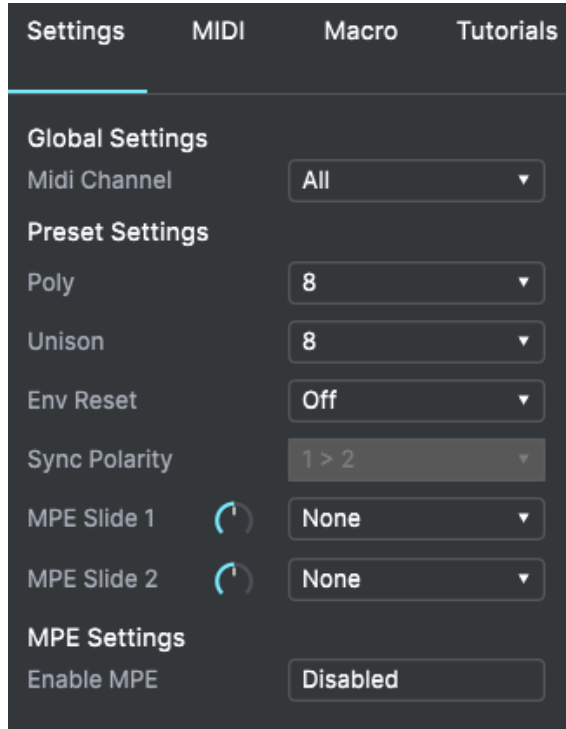 Settings MIDI Macro Tutorials
Global Settings
Midi Channel All
Preset Settings
Poly 8
Unison 8
Env Reset Off
Sync Polarity 1 > 2
MPE Slide 1 None
MPE Slide 2 None
MPE Settings
Enable MPE Disabled